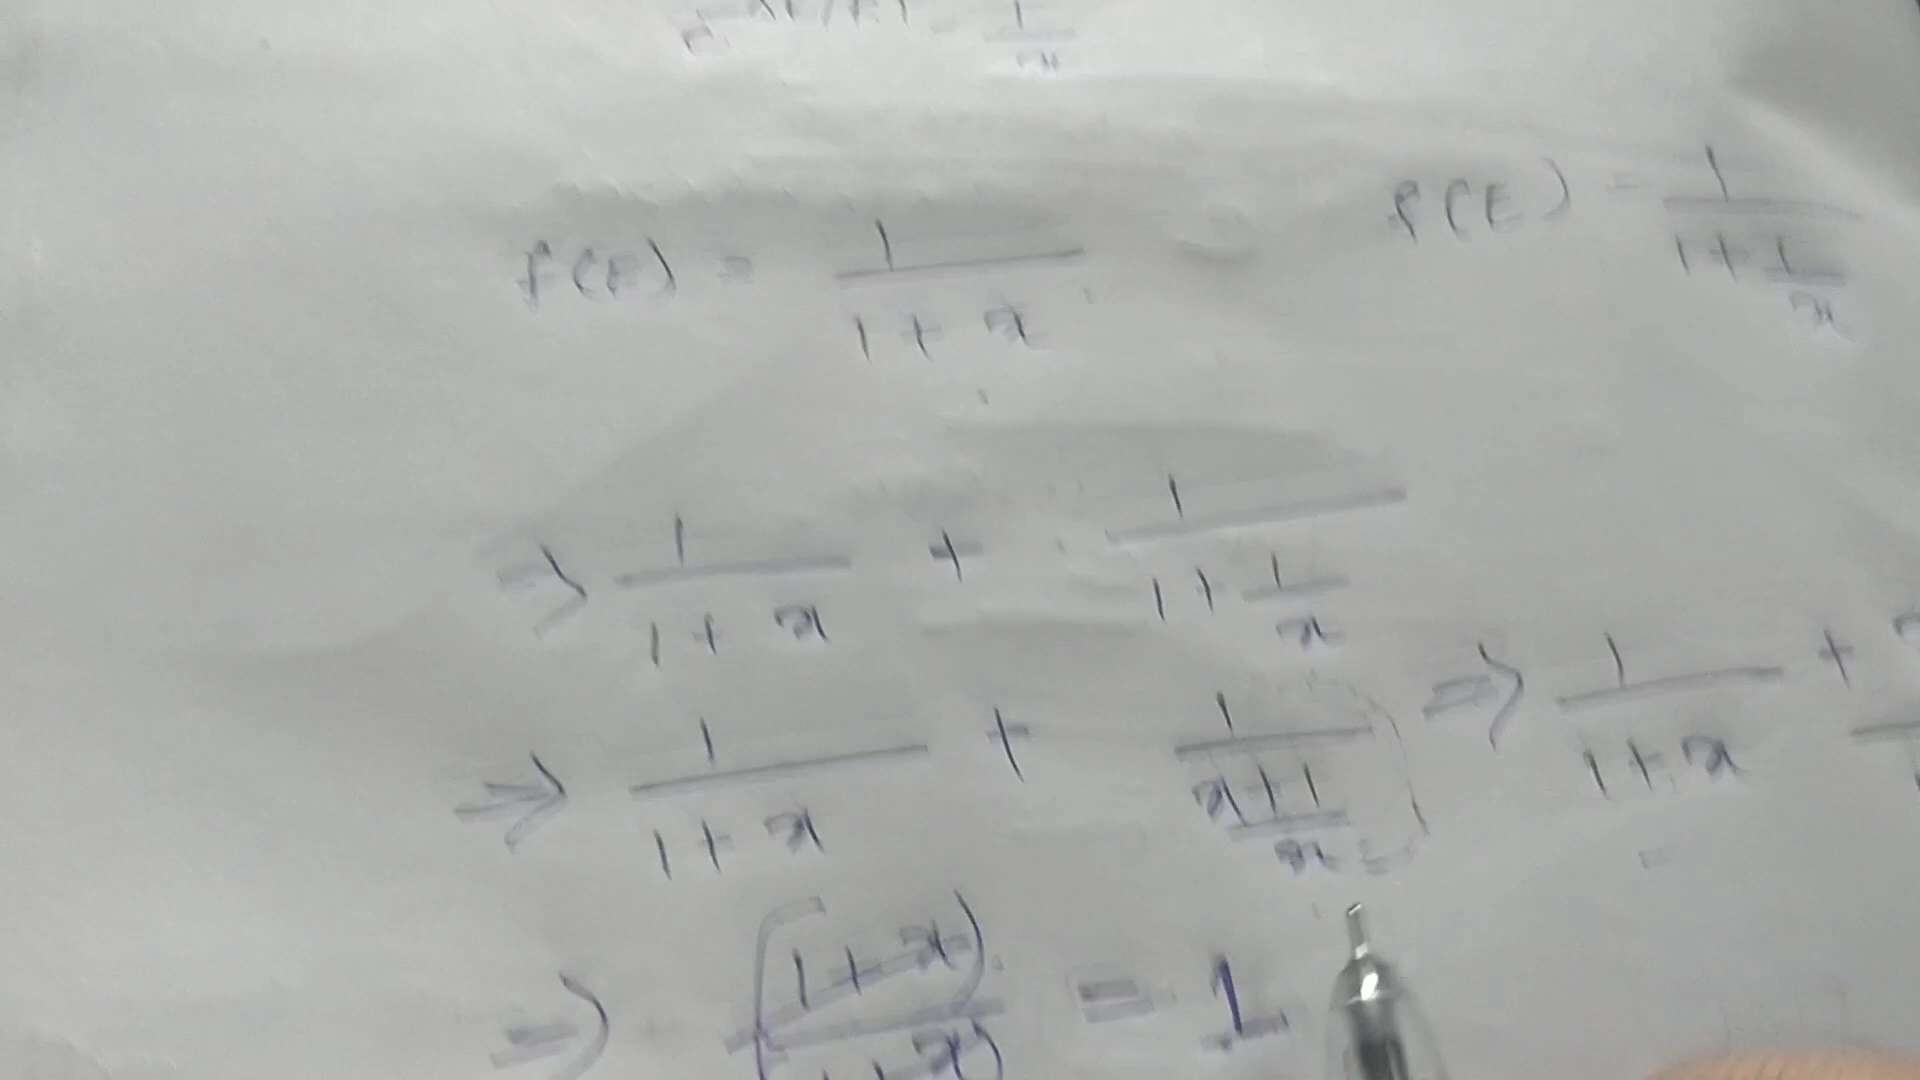 1/x
f(E) = 1/(1 + x)    f(E) = 1/(1 + 1/x)
⇒ 1/(1 + x) + 1/(1 + 1/x)
⇒ 1/(1 + x) + 1/((x+1)/x) ⇒ 1/(1 + x) +
⇒ (1 + x)/(1 + x) = 1